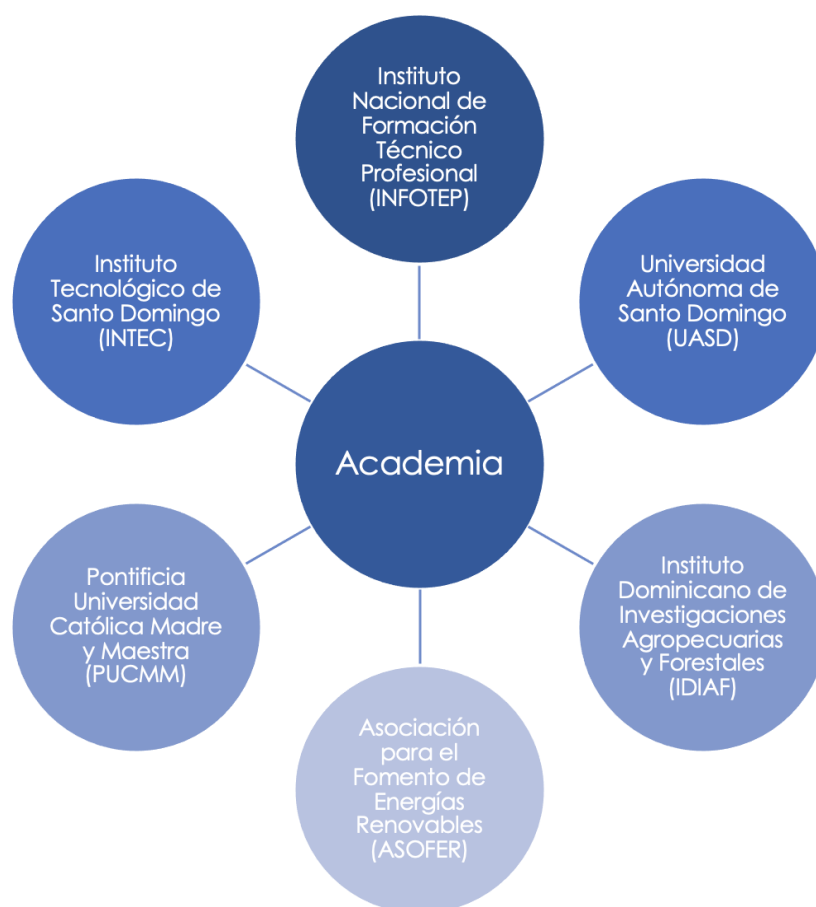 Instituto
Nacional de
Formación
Técnico
Profesional
(INFOTEP)
Instituto
Tecnológico de
Santo Domingo
(INTEC)
Universidad
Autónoma de
Santo Domingo
(UASD)
Academia
Pontificia
Universidad
Católica Madre
y Maestra
(PUCMM)
Instituto
Dominicano de
Investigaciones
Agropecuarias
y Forestales
(IDIAF)
Asociación
para el
Fomento de
Energías
Renovables
(ASOFER)